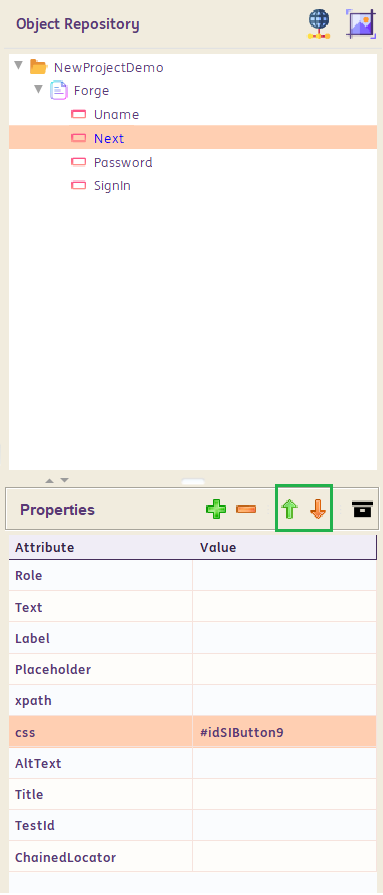 Object Repository
NewProjectDemo
Forge
Uname
Next
Password
SignIn
Properties
Attribute Value
Role
Text
Label
Placeholder
xpath
css #idSIButton9
AltText
Title
TestId
ChainedLocator